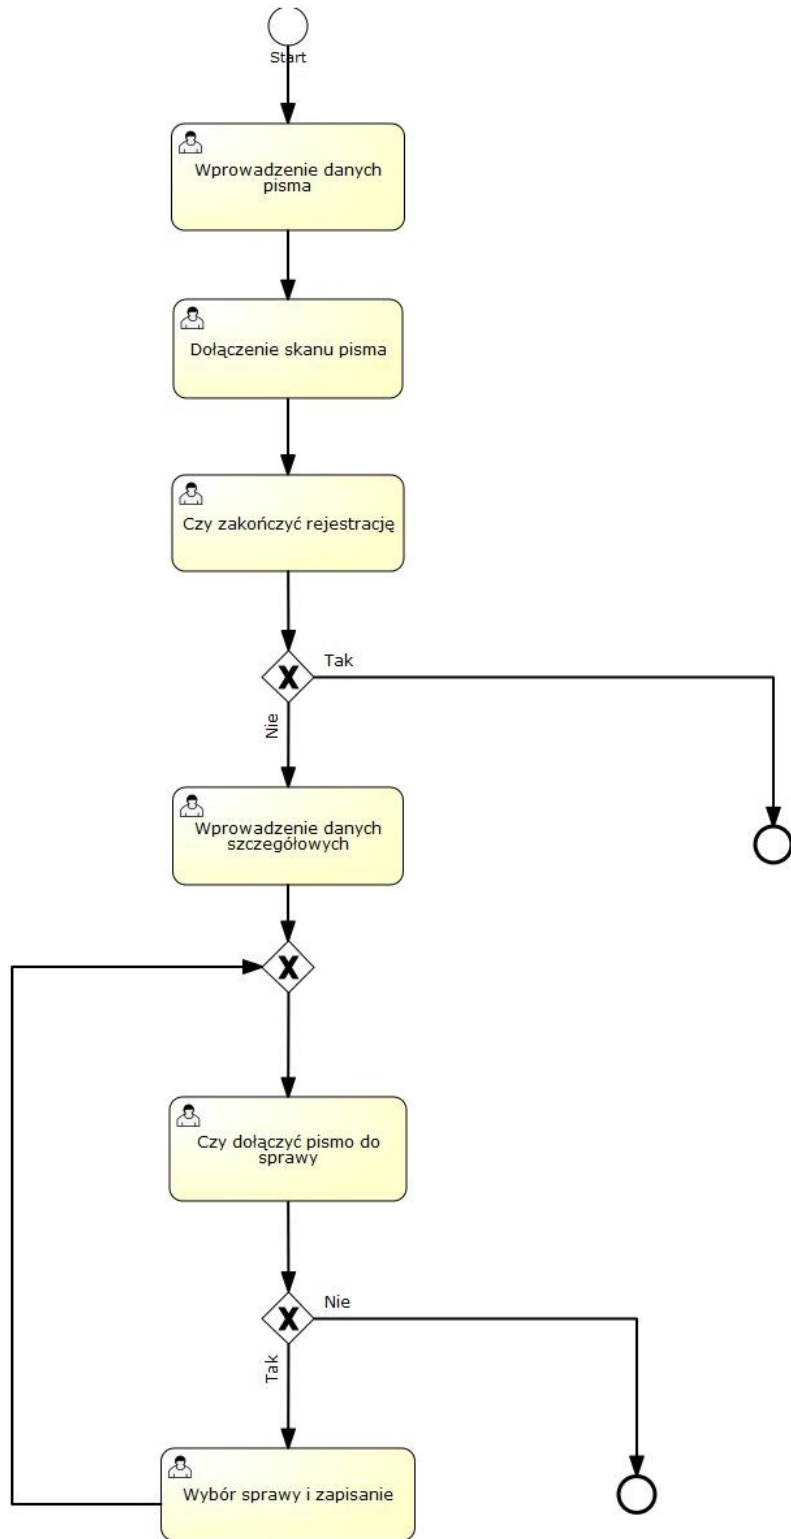 Start
Wprowadzenie danych
pisma
Dołączenie skanu pisma
Czy zakończyć rejestrację
Tak
Nie
Wprowadzenie danych
szczegółowych
Czy dołączyć pismo do
sprawy
Nie
Tak
Wybór sprawy i zapisanie